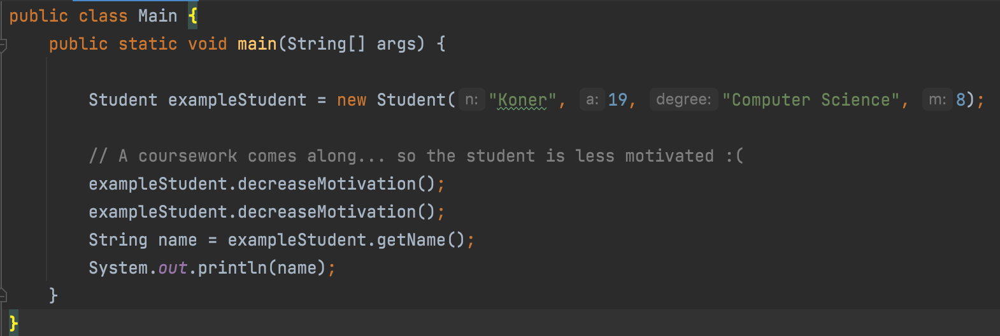 public class Main {
public static void main(String[] args) {
Student exampleStudent = new Student( n: "Koner", a: 19, degree: "Computer Science", m: 8);
// A coursework comes along... so the student is less motivated :(
exampleStudent.decreaseMotivation();
exampleStudent.decreaseMotivation();
String name = exampleStudent.getName();
System.out.println(name);
}
}